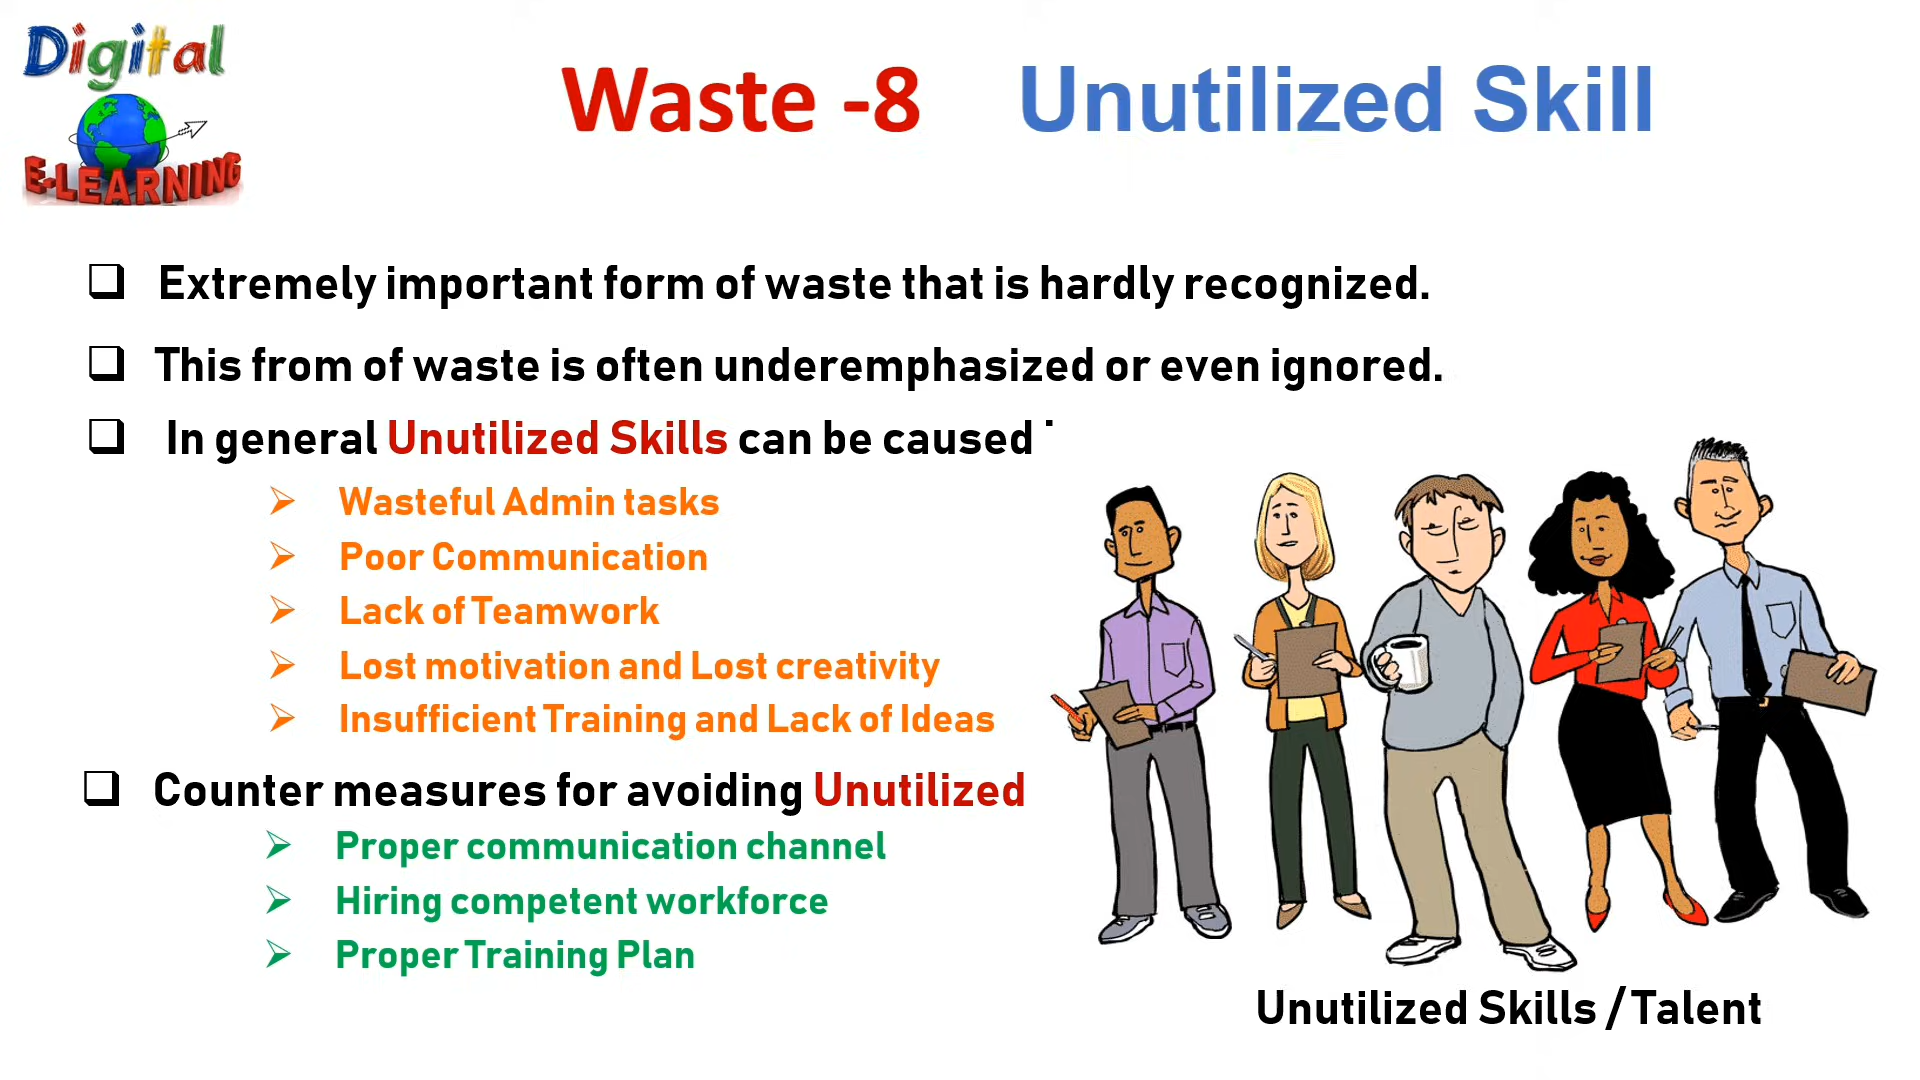 Digital
E-LEARNING
Waste -8 Unutilized Skill
❑ Extremely important form of waste that is hardly recognized.
❑ This from of waste is often underemphasized or even ignored.
❑ In general Unutilized Skills can be caused
➢ Wasteful Admin tasks
➢ Poor Communication
➢ Lack of Teamwork
➢ Lost motivation and Lost creativity
➢ Insufficient Training and Lack of Ideas
❑ Counter measures for avoiding Unutilized
➢ Proper communication channel
➢ Hiring competent workforce
➢ Proper Training Plan
Unutilized Skills / Talent